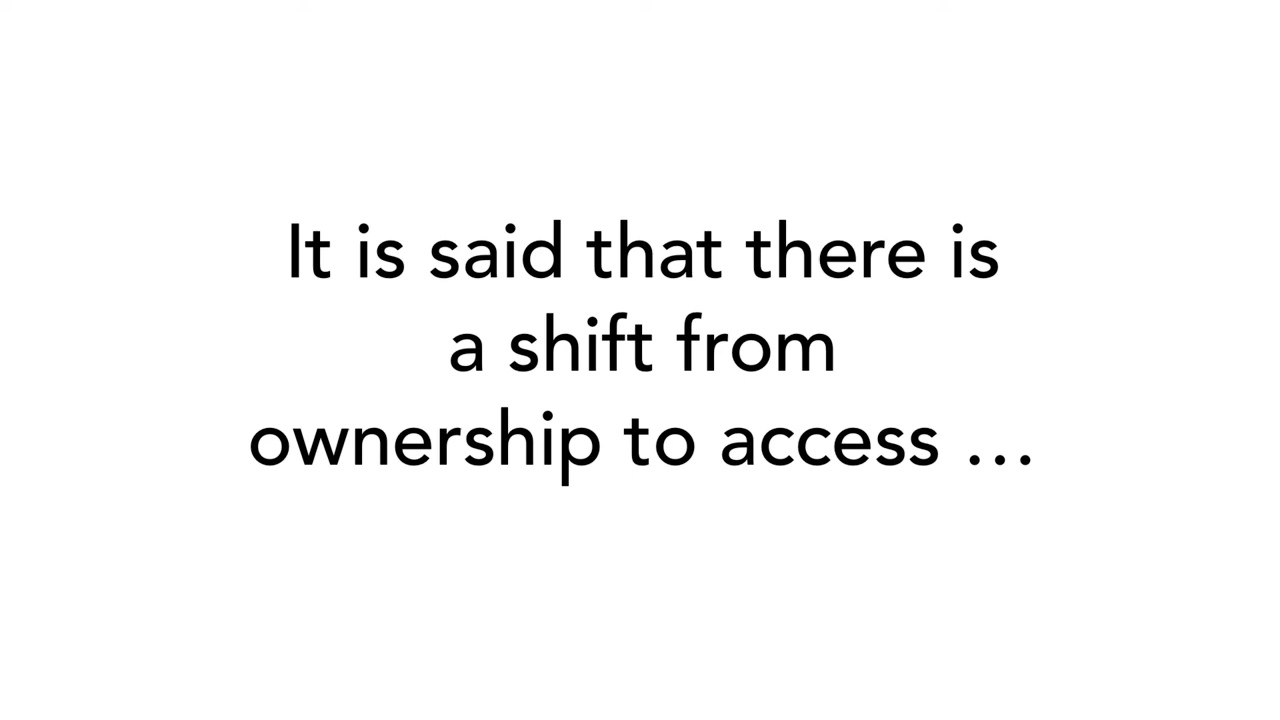 It is said that there is
a shift from
ownership to access …